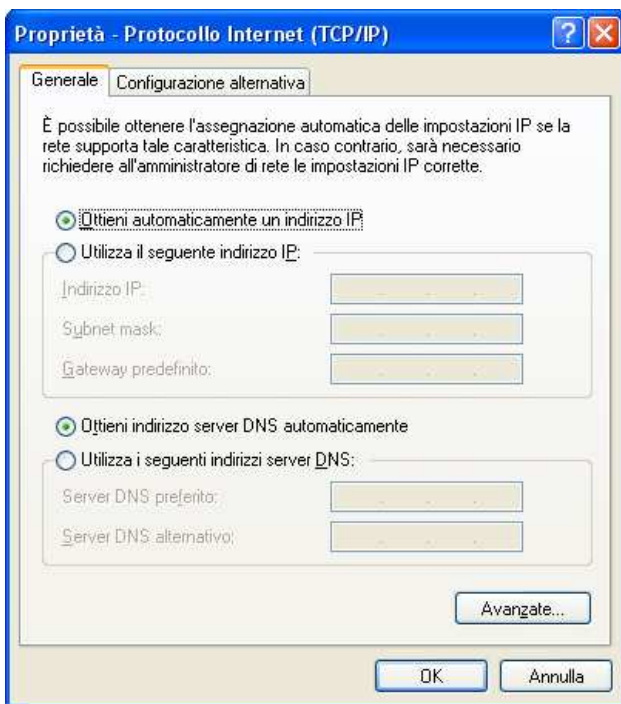 Proprietà - Protocollo Internet (TCP/IP)
Generale
Configurazione alternativa
È possibile ottenere l'assegnazione automatica delle impostazioni IP se la
rete supporta tale caratteristica. In caso contrario, sarà necessario
richiedere all'amministratore di rete le impostazioni IP corrette.
Ottieni automaticamente un indirizzo IP
Utilizza il seguente indirizzo IP:
Indirizzo IP:
Subnet mask:
Gateway predefinito:
Ottieni indirizzo server DNS automaticamente
Utilizza i seguenti indirizzi server DNS:
Server DNS preferito:
Server DNS alternativo:
Avanzate...
OK
Annulla